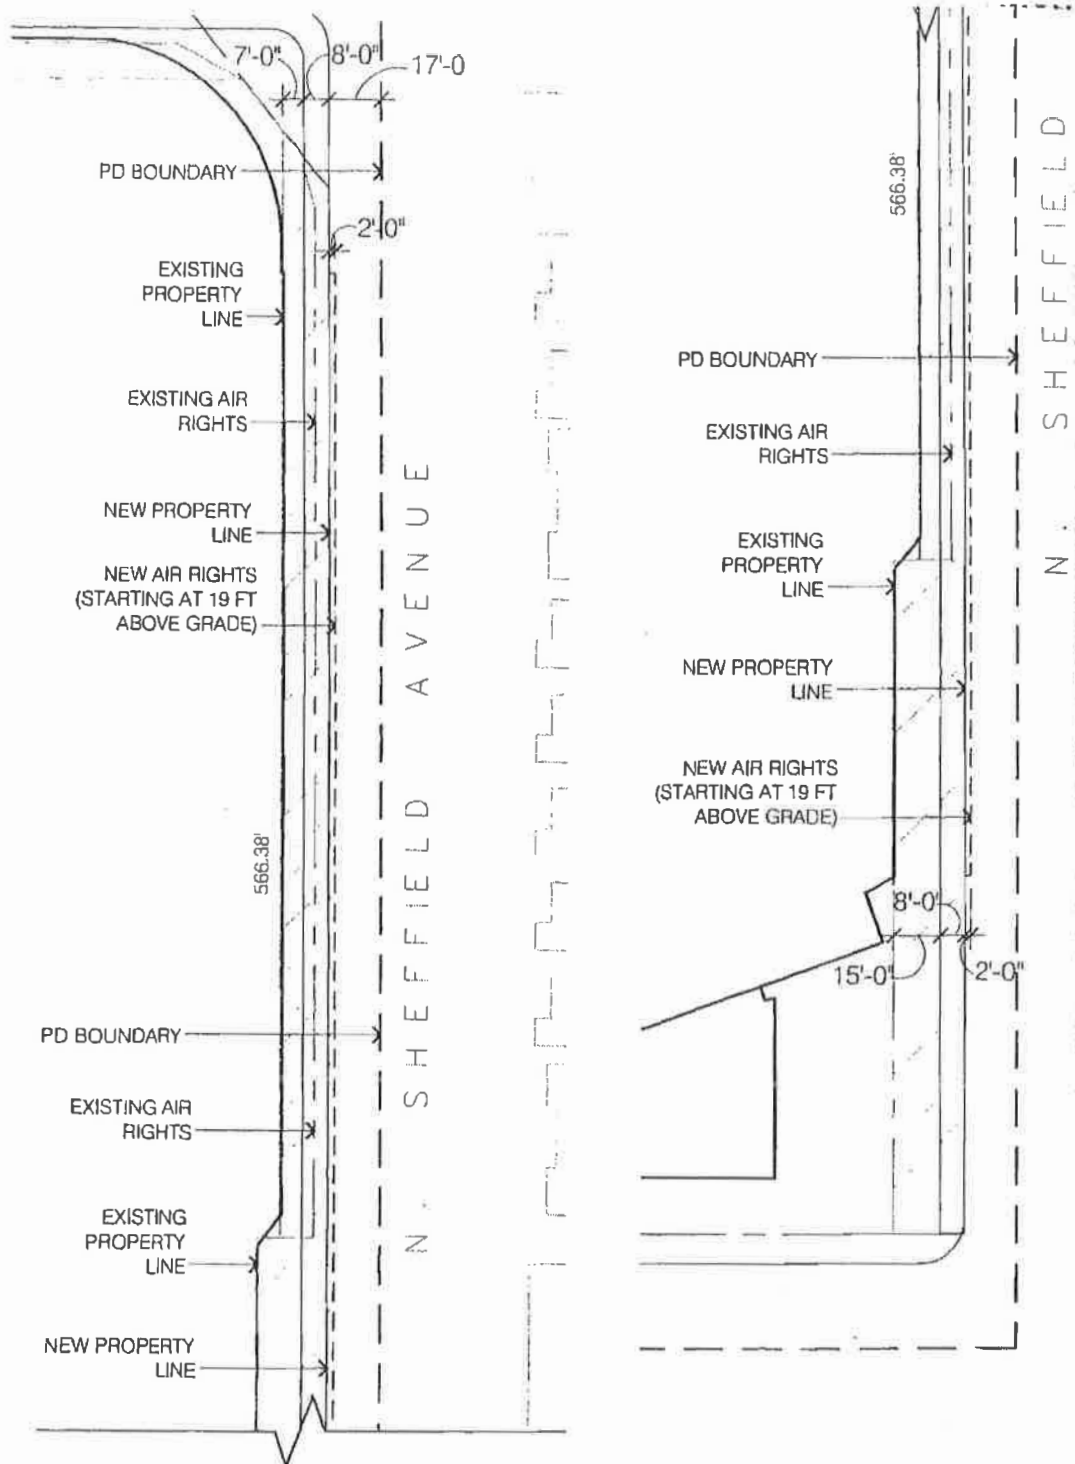 7'-0"
8'-0"
17'-0
PD BOUNDARY
2'-0"
EXISTING
PROPERTY
LINE
EXISTING AIR
RIGHTS
NEW PROPERTY
LINE
NEW AIR RIGHTS
(STARTING AT 19 FT
ABOVE GRADE)
566.38'
PD BOUNDARY
EXISTING AIR
RIGHTS
EXISTING
PROPERTY
LINE
NEW PROPERTY
LINE
N. SHEFFIELD AVENUE
566.38'
PD BOUNDARY
EXISTING AIR
RIGHTS
EXISTING
PROPERTY
LINE
NEW PROPERTY
LINE
NEW AIR RIGHTS
(STARTING AT 19 FT
ABOVE GRADE)
8'-0'
15'-0"
2'-0"
N. SHEFFIELD